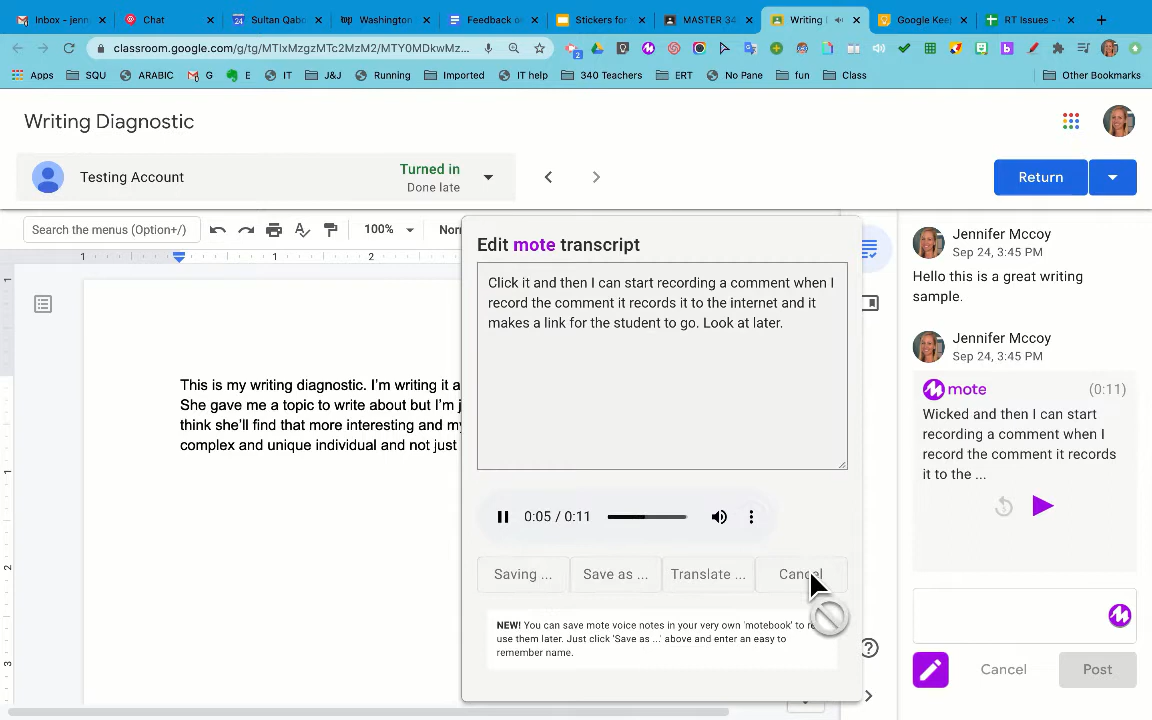 Inbox - jenn
Chat
Sultan Qab
Washington
Feedback o
Stickers for
MASTER 34
Writing
Google Kee
RT Issues -
classroom.google.com/g/tg/MTIxMzgzMTc2MzM2/MTY0MDkwMz...
Apps
SQU
ARABIC
G
E
IT
J&J
Running
Imported
IT help
340 Teachers
ERT
No Pane
fun
Class
Other Bookmarks
Writing Diagnostic
Testing Account
Turned in
Done late
Return
Search the menus (Option+/)
100%
Nor
1 1 2
Edit mote transcript
Click it and then I can start recording a comment when I
record the comment it records it to the internet and it
makes a link for the student to go. Look at later.
This is my writing diagnostic. I'm writing it a
She gave me a topic to write about but I'm j
think she'll find that more interesting and my
complex and unique individual and not just
0:05 / 0:11
Saving ...
Save as ...
Translate ...
Cancel
NEW! You can save mote voice notes in your very own 'motebook' to re
use them later. Just click 'Save as ...' above and enter an easy to
remember name.
Jennifer Mccoy
Sep 24, 3:45 PM
Hello this is a great writing
sample.
Jennifer Mccoy
Sep 24, 3:45 PM
mote
(0:11)
Wicked and then I can start
recording a comment when I
record the comment it records
it to the ...
Cancel
Post